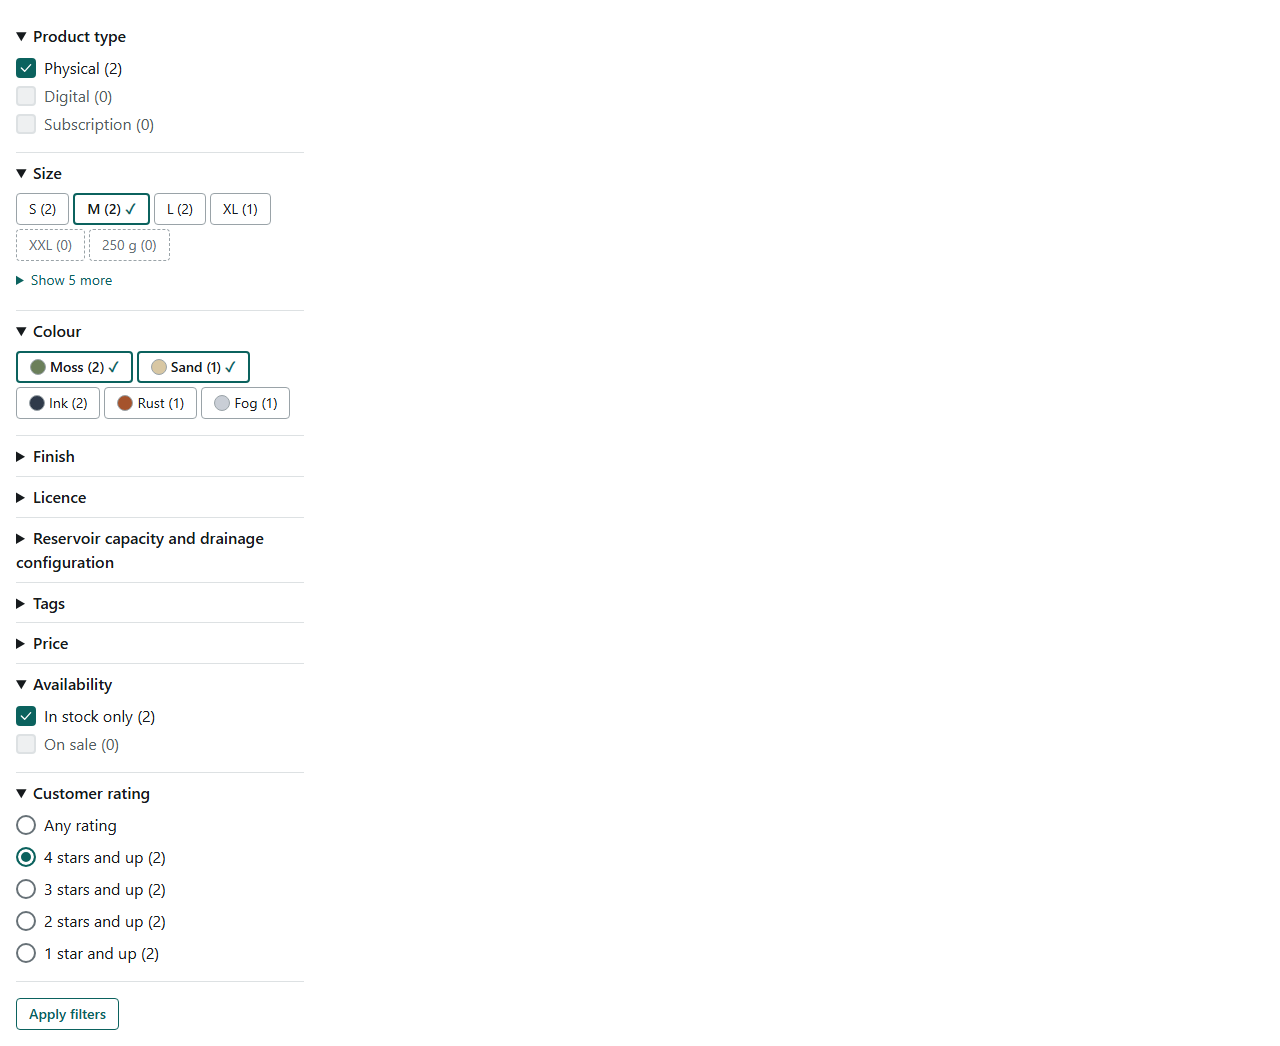 Product type
Physical (2)
Digital (0)
Subscription (0)
Size
S (2) M (2) ✓ L (2) XL (1)
XXL (0) 250 g (0)
Show 5 more
Colour
Moss (2) ✓ Sand (1) ✓
Ink (2) Rust (1) Fog (1)
Finish
Licence
Reservoir capacity and drainage
configuration
Tags
Price
Availability
In stock only (2)
On sale (0)
Customer rating
Any rating
4 stars and up (2)
3 stars and up (2)
2 stars and up (2)
1 star and up (2)
Apply filters